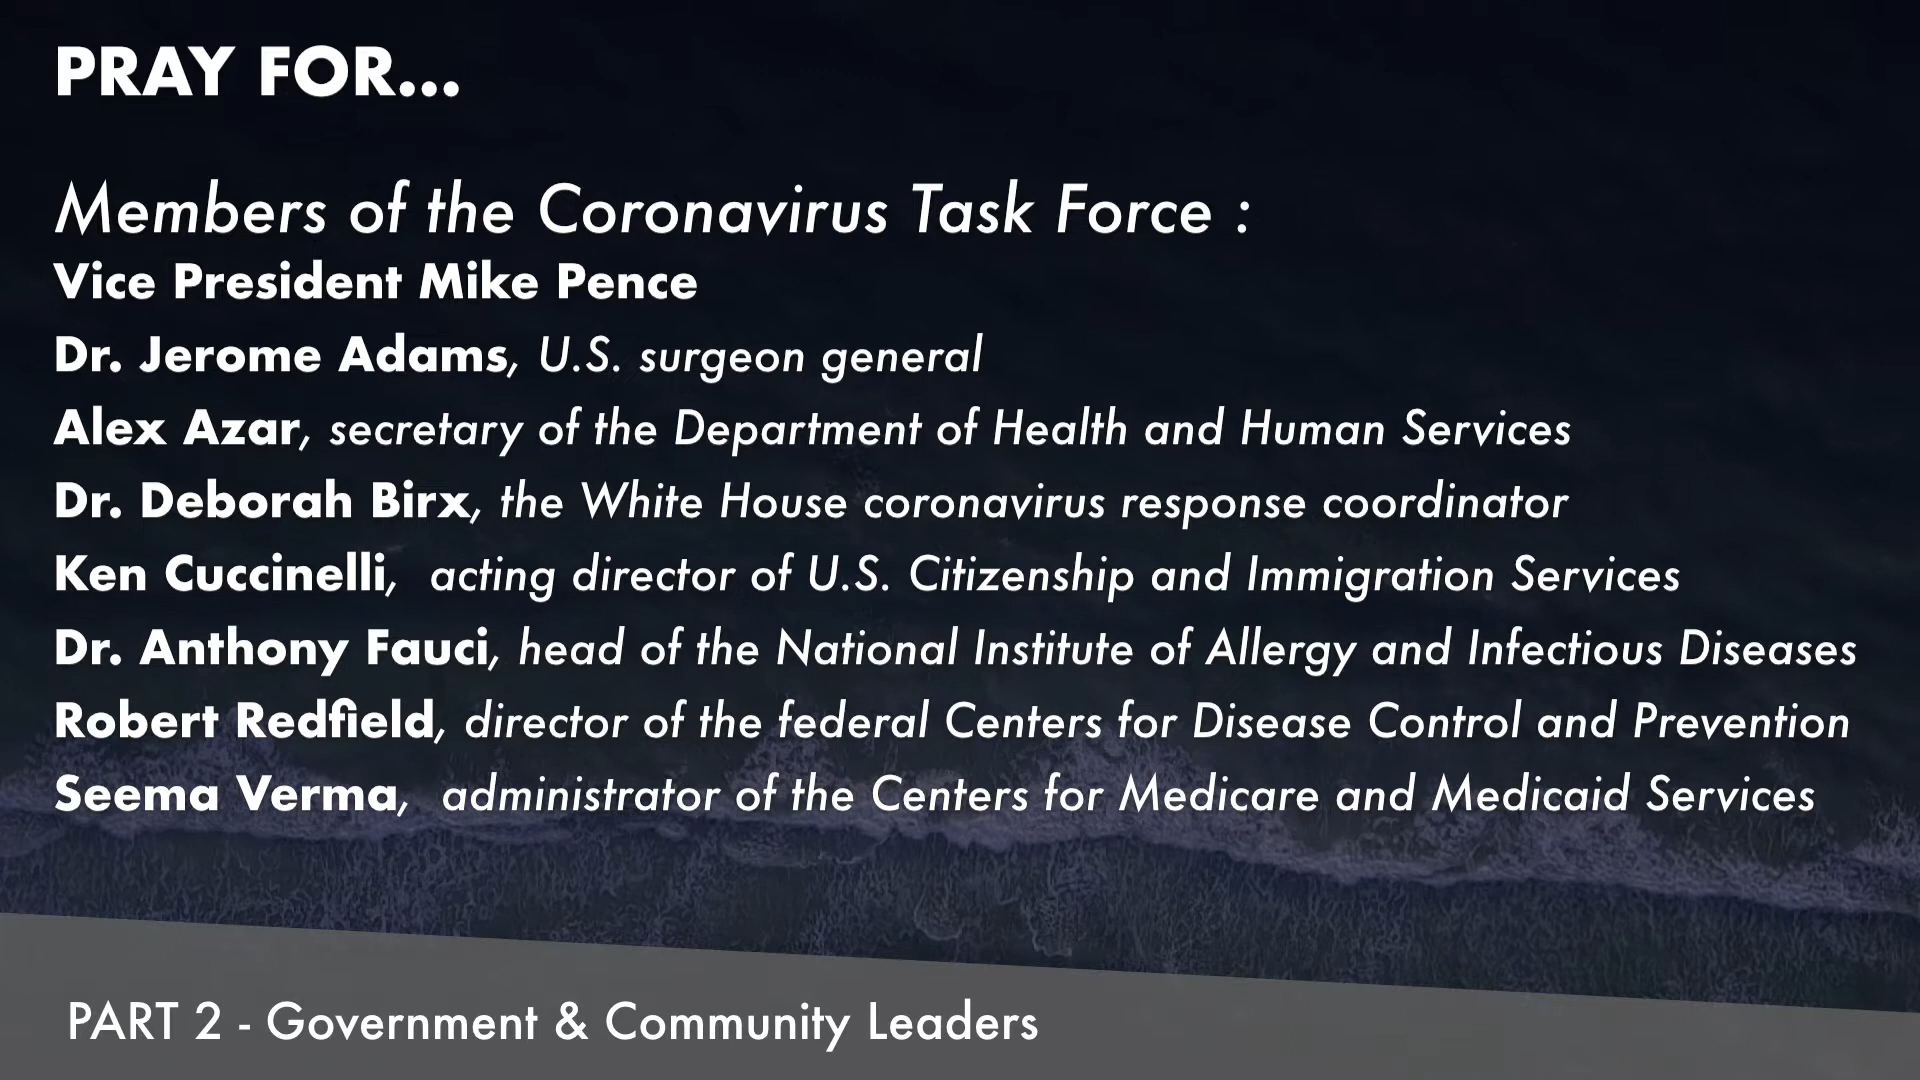 PRAY FOR...
Members of the Coronavirus Task Force :
Vice President Mike Pence
Dr. Jerome Adams, U.S. surgeon general
Alex Azar, secretary of the Department of Health and Human Services
Dr. Deborah Birx, the White House coronavirus response coordinator
Ken Cuccinelli,  acting director of U.S. Citizenship and Immigration Services
Dr. Anthony Fauci, head of the National Institute of Allergy and Infectious Diseases
Robert Redfield, director of the federal Centers for Disease Control and Prevention
Seema Verma,  administrator of the Centers for Medicare and Medicaid Services
PART 2 - Government & Community Leaders